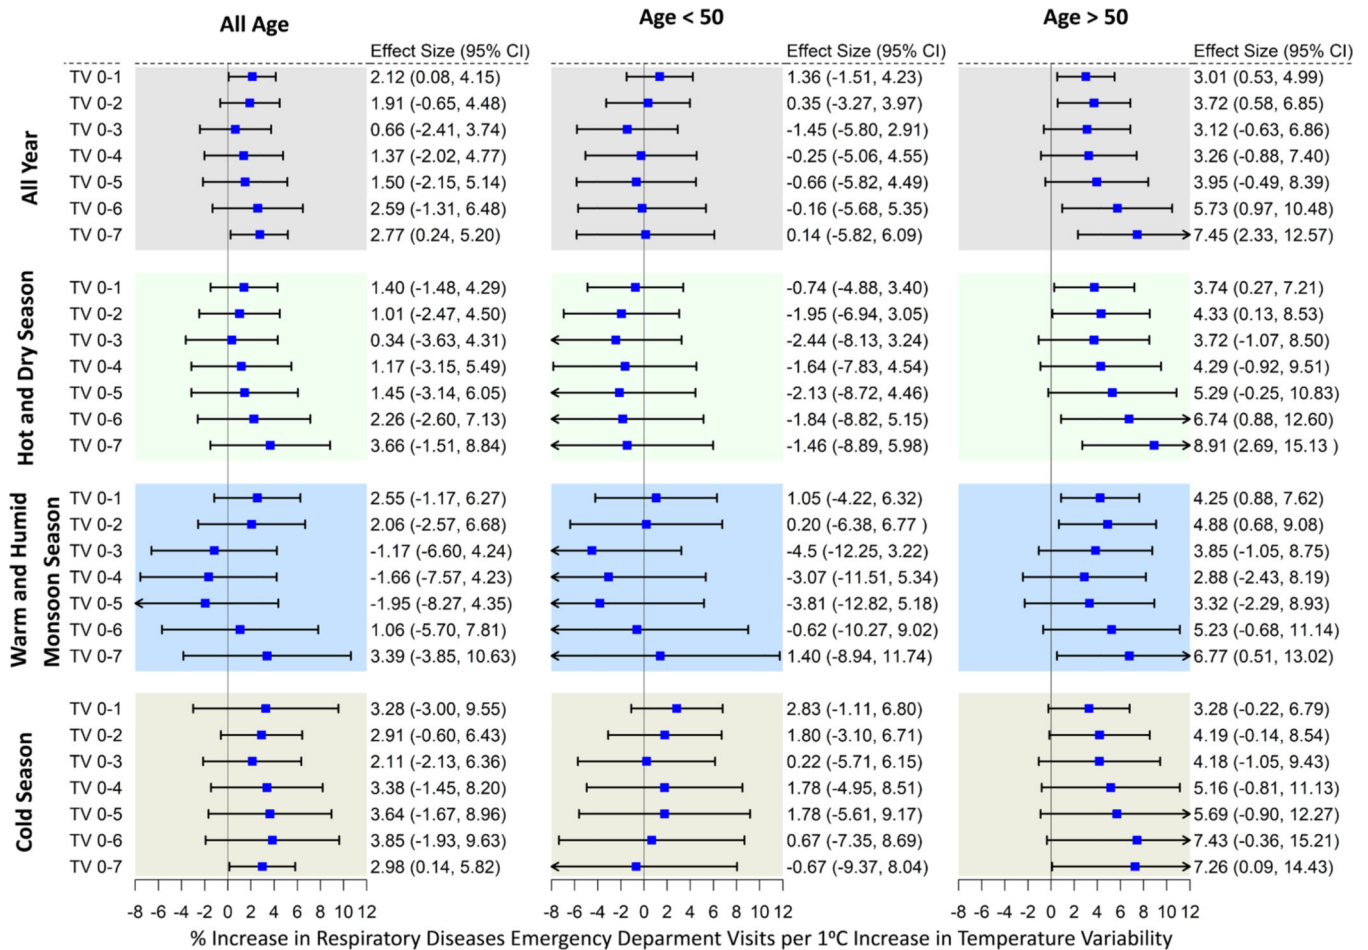 All Age Age < 50 Age > 50
Effect Size (95% CI) Effect Size (95% CI) Effect Size (95% CI)
All Year
TV 0-1 2.12 (0.08, 4.15) 1.36 (-1.51, 4.23) 3.01 (0.53, 4.99)
TV 0-2 1.91 (-0.65, 4.48) 0.35 (-3.27, 3.97) 3.72 (0.58, 6.85)
TV 0-3 0.66 (-2.41, 3.74) -1.45 (-5.80, 2.91) 3.12 (-0.63, 6.86)
TV 0-4 1.37 (-2.02, 4.77) -0.25 (-5.06, 4.55) 3.26 (-0.88, 7.40)
TV 0-5 1.50 (-2.15, 5.14) -0.66 (-5.82, 4.49) 3.95 (-0.49, 8.39)
TV 0-6 2.59 (-1.31, 6.48) -0.16 (-5.68, 5.35) 5.73 (0.97, 10.48)
TV 0-7 2.77 (0.24, 5.20) 0.14 (-5.82, 6.09) 7.45 (2.33, 12.57)
Hot and Dry Season
TV 0-1 1.40 (-1.48, 4.29) -0.74 (-4.88, 3.40) 3.74 (0.27, 7.21)
TV 0-2 1.01 (-2.47, 4.50) -1.95 (-6.94, 3.05) 4.33 (0.13, 8.53)
TV 0-3 0.34 (-3.63, 4.31) -2.44 (-8.13, 3.24) 3.72 (-1.07, 8.50)
TV 0-4 1.17 (-3.15, 5.49) -1.64 (-7.83, 4.54) 4.29 (-0.92, 9.51)
TV 0-5 1.45 (-3.14, 6.05) -2.13 (-8.72, 4.46) 5.29 (-0.25, 10.83)
TV 0-6 2.26 (-2.60, 7.13) -1.84 (-8.82, 5.15) 6.74 (0.88, 12.60)
TV 0-7 3.66 (-1.51, 8.84) -1.46 (-8.89, 5.98) 8.91 (2.69, 15.13 )
Warm and Humid
Monsoon Season
TV 0-1 2.55 (-1.17, 6.27) 1.05 (-4.22, 6.32) 4.25 (0.88, 7.62)
TV 0-2 2.06 (-2.57, 6.68) 0.20 (-6.38, 6.77 ) 4.88 (0.68, 9.08)
TV 0-3 -1.17 (-6.60, 4.24) -4.5 (-12.25, 3.22) 3.85 (-1.05, 8.75)
TV 0-4 -1.66 (-7.57, 4.23) -3.07 (-11.51, 5.34) 2.88 (-2.43, 8.19)
TV 0-5 -1.95 (-8.27, 4.35) -3.81 (-12.82, 5.18) 3.32 (-2.29, 8.93)
TV 0-6 1.06 (-5.70, 7.81) -0.62 (-10.27, 9.02) 5.23 (-0.68, 11.14)
TV 0-7 3.39 (-3.85, 10.63) 1.40 (-8.94, 11.74) 6.77 (0.51, 13.02)
Cold Season
TV 0-1 3.28 (-3.00, 9.55) 2.83 (-1.11, 6.80) 3.28 (-0.22, 6.79)
TV 0-2 2.91 (-0.60, 6.43) 1.80 (-3.10, 6.71) 4.19 (-0.14, 8.54)
TV 0-3 2.11 (-2.13, 6.36) 0.22 (-5.71, 6.15) 4.18 (-1.05, 9.43)
TV 0-4 3.38 (-1.45, 8.20) 1.78 (-4.95, 8.51) 5.16 (-0.81, 11.13)
TV 0-5 3.64 (-1.67, 8.96) 1.78 (-5.61, 9.17) 5.69 (-0.90, 12.27)
TV 0-6 3.85 (-1.93, 9.63) 0.67 (-7.35, 8.69) 7.43 (-0.36, 15.21)
TV 0-7 2.98 (0.14, 5.82) -0.67 (-9.37, 8.04) 7.26 (0.09, 14.43)
-8 -6 -4 -2 0 2 4 6 8 10 12 -8 -6 -4 -2 0 2 4 6 8 10 12 -8 -6 -4 -2 0 2 4 6 8 10 12
% Increase in Respiratory Diseases Emergency Deparment Visits per 1ºC Increase in Temperature Variability